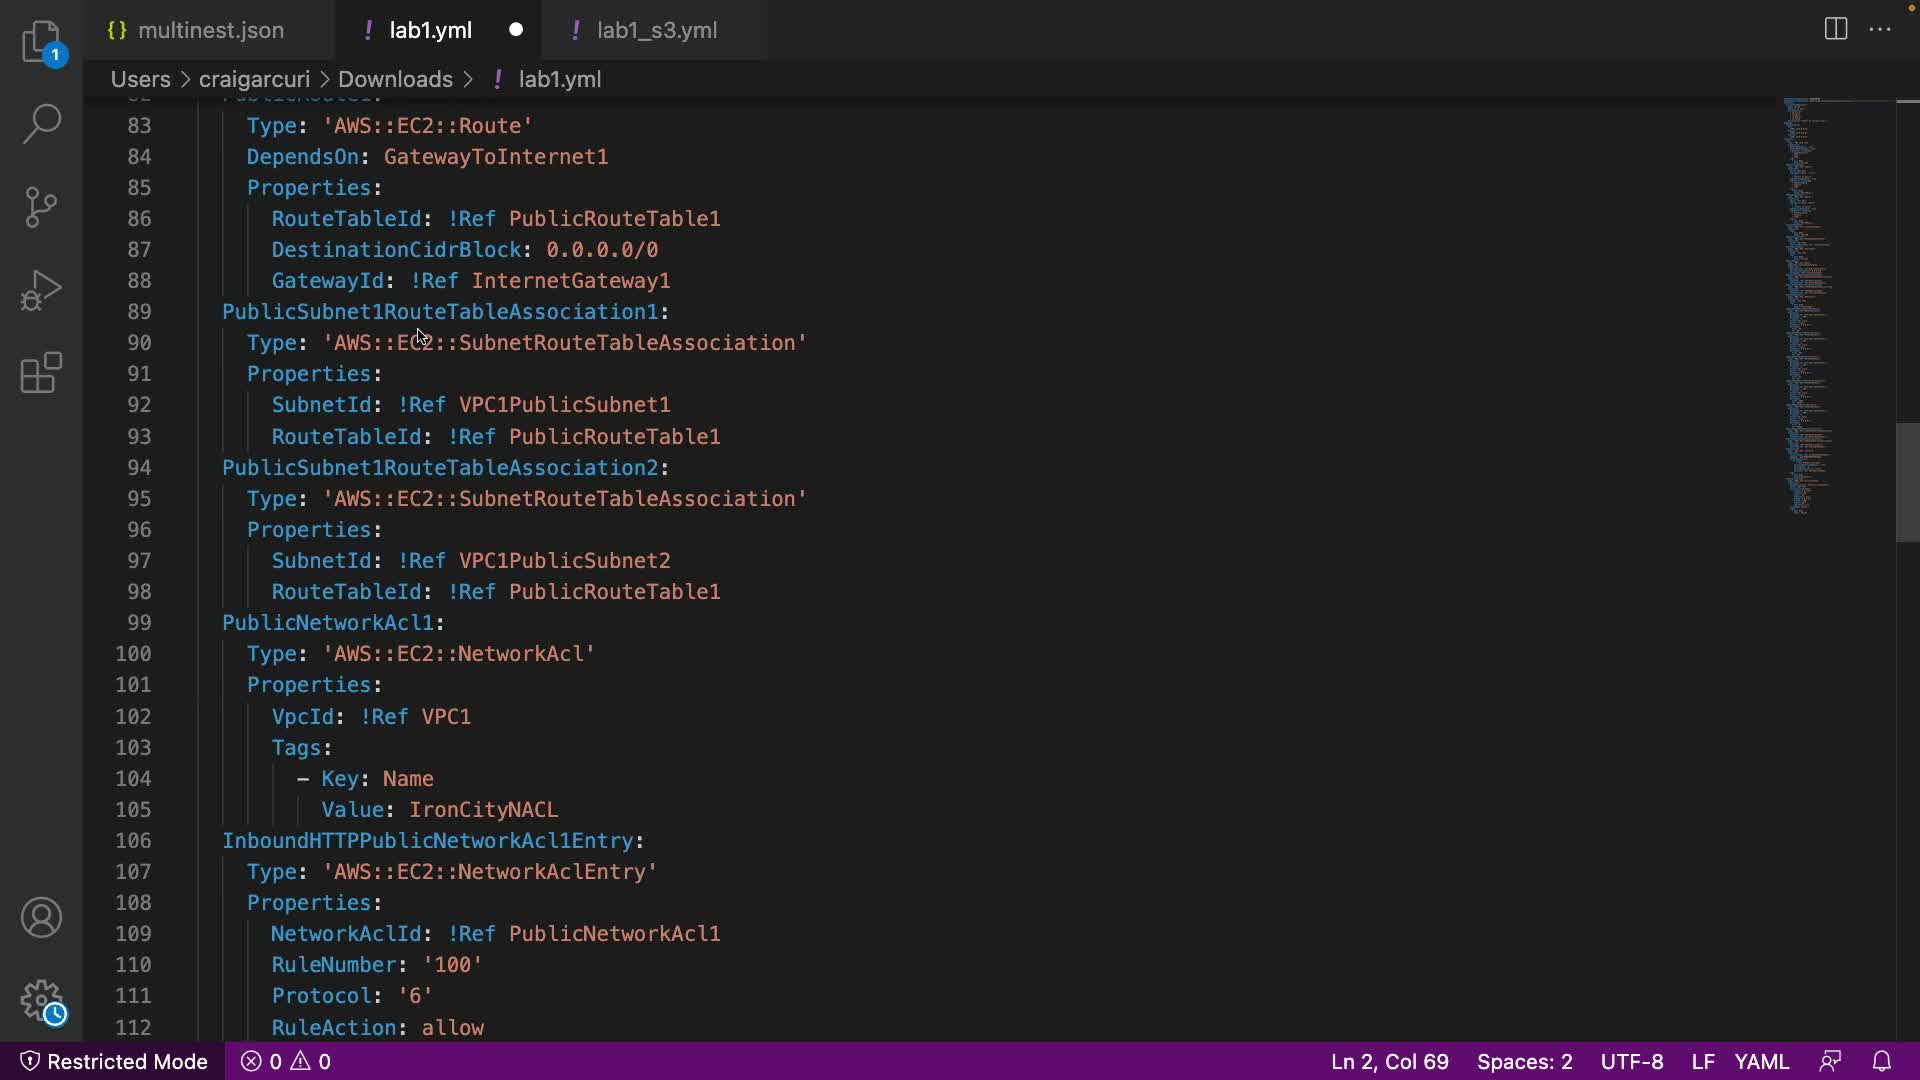 {} multinest.json
! lab1.yml
! lab1_s3.yml
1
Users > craigarcuri > Downloads > ! lab1.yml
82 PublicRoute1:
83 Type: 'AWS::EC2::Route'
84 DependsOn: GatewayToInternet1
85 Properties:
86 RouteTableId: !Ref PublicRouteTable1
87 DestinationCidrBlock: 0.0.0.0/0
88 GatewayId: !Ref InternetGateway1
89 PublicSubnet1RouteTableAssociation1:
90 Type: 'AWS::EC2::SubnetRouteTableAssociation'
91 Properties:
92 SubnetId: !Ref VPC1PublicSubnet1
93 RouteTableId: !Ref PublicRouteTable1
94 PublicSubnet1RouteTableAssociation2:
95 Type: 'AWS::EC2::SubnetRouteTableAssociation'
96 Properties:
97 SubnetId: !Ref VPC1PublicSubnet2
98 RouteTableId: !Ref PublicRouteTable1
99 PublicNetworkAcl1:
100 Type: 'AWS::EC2::NetworkAcl'
101 Properties:
102 VpcId: !Ref VPC1
103 Tags:
104 - Key: Name
105 Value: IronCityNACL
106 InboundHTTPPublicNetworkAcl1Entry:
107 Type: 'AWS::EC2::NetworkAclEntry'
108 Properties:
109 NetworkAclId: !Ref PublicNetworkAcl1
110 RuleNumber: '100'
111 Protocol: '6'
112 RuleAction: allow
Restricted Mode 0 0 Ln 2, Col 69 Spaces: 2 UTF-8 LF YAML